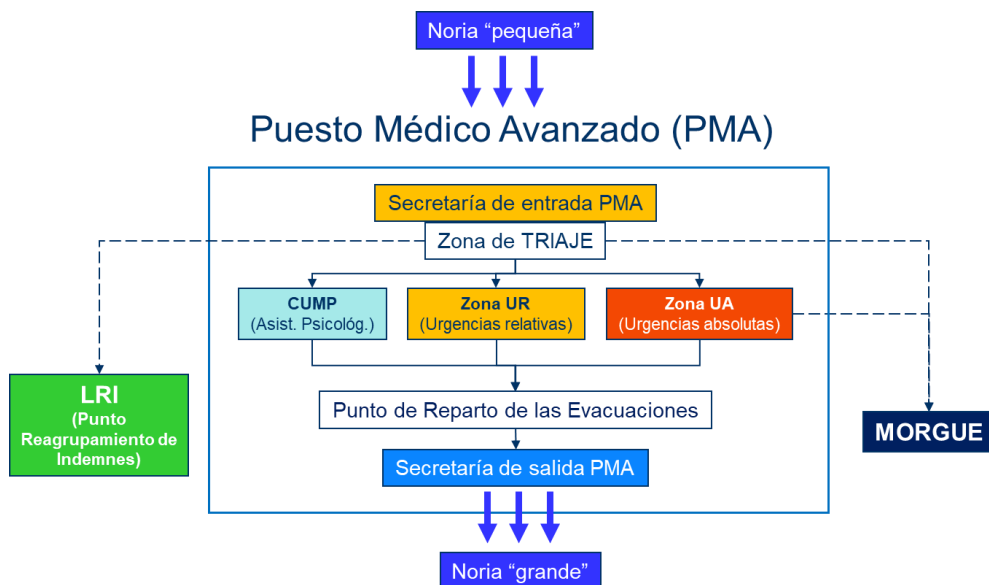 Noria “pequeña”
Puesto Médico Avanzado (PMA)
Secretaría de entrada PMA
Zona de TRIAJE
CUMP
(Asist. Psicológ.)
Zona UR
(Urgencias relativas)
Zona UA
(Urgencias absolutas)
LRI
(Punto
Reagrupamiento de
Indemnes)
Punto de Reparto de las Evacuaciones
MORGUE
Secretaría de salida PMA
Noria “grande”